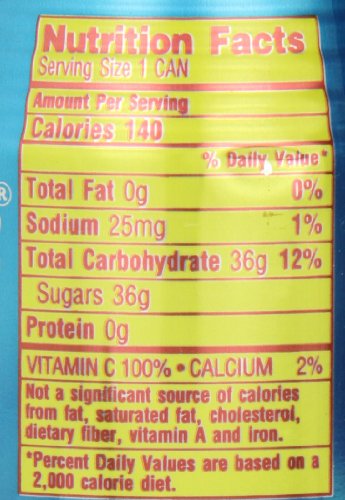 Nutrition Facts
Serving Size 1 CAN
Amount Per Serving
Calories 140
% Daily Value*
Total Fat 0g 0%
Sodium 25mg 1%
Total Carbohydrate 36g 12%
Sugars 36g
Protein 0g
VITAMIN C 100% • CALCIUM 2%
Not a significant source of calories
from fat, saturated fat, cholesterol,
dietary fiber, vitamin A and iron.
*Percent Daily Values are based on a
2,000 calorie diet.
®